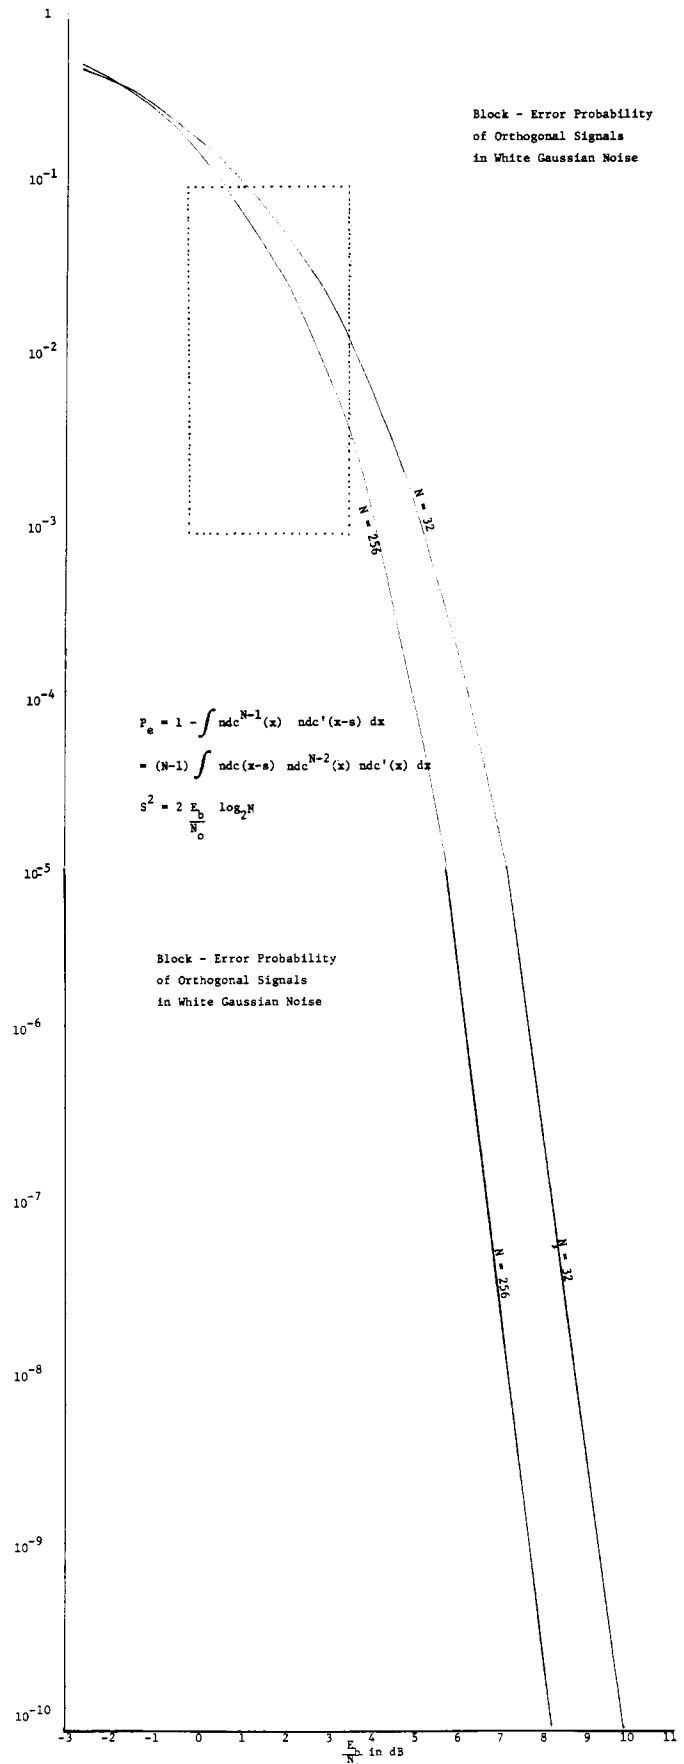 1
Block - Error Probability
of Orthogonal Signals
in White Gaussian Noise
10^-1
10^-2
N = 32
N = 256
10^-3
10^-4
P_e = 1 - ∫ ndc^{N-1}(x) ndc'(x-s) dx
= (N-1) ∫ ndc(x-s) ndc^{N-2}(x) ndc'(x) dx
S^2 = 2 E_b/N_o log_2N
10^-5
Block - Error Probability
of Orthogonal Signals
in White Gaussian Noise
10^-6
10^-7
N = 256
N = 32
10^-8
10^-9
10^-10
-3 -2 -1 0 1 2 3 4 5 6 7 8 9 10 11
E_b/N_o in dB